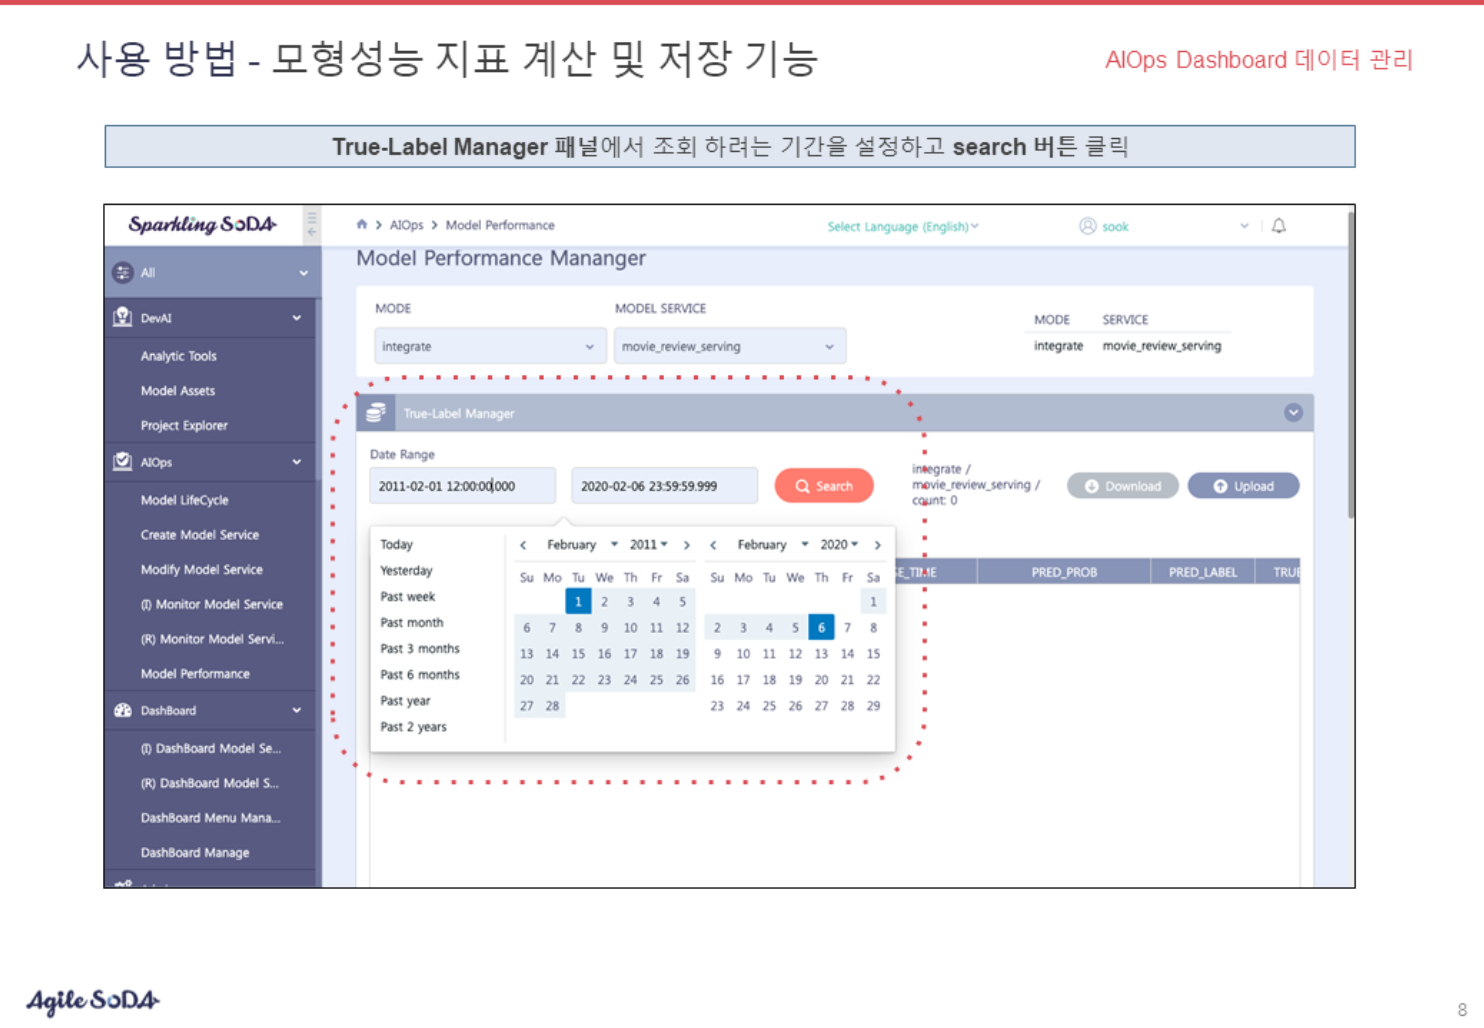 사용 방법 - 모형성능 지표 계산 및 저장 기능
AIOps Dashboard 데이터 관리
True-Label Manager 패널에서 조회 하려는 기간을 설정하고 search 버튼 클릭
Sparkling SoDA
AIOps > Model Performance
Select Language (English)
sook
All
DevAI
Analytic Tools
Model Assets
Project Explorer
AIOps
Model LifeCycle
Create Model Service
Modify Model Service
(I) Monitor Model Service
(R) Monitor Model Servi...
Model Performance
DashBoard
(I) DashBoard Model Se...
(R) DashBoard Model S...
DashBoard Menu Mana...
DashBoard Manage
Model Performance Mananger
MODE
MODEL SERVICE
integrate
movie_review_serving
MODE SERVICE
integrate movie_review_serving
True-Label Manager
Date Range
2011-02-01 12:00:00.000
2020-02-06 23:59:59.999
Search
integrate /
movie_review_serving /
count: 0
Download
Upload
Today
Yesterday
Past week
Past month
Past 3 months
Past 6 months
Past year
Past 2 years
< February 2011 >
Su Mo Tu We Th Fr Sa
1 2 3 4 5
6 7 8 9 10 11 12
13 14 15 16 17 18 19
20 21 22 23 24 25 26
27 28
< February 2020 >
Su Mo Tu We Th Fr Sa
1
2 3 4 5 6 7 8
9 10 11 12 13 14 15
16 17 18 19 20 21 22
23 24 25 26 27 28 29
SE_TIME
PRED_PROB
PRED_LABEL
TRUE
Agile SoDA
8